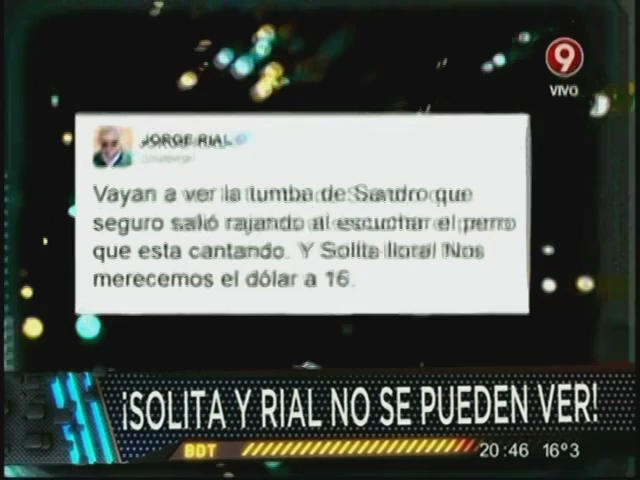 9
VIVO
JORGE RIAL
Vayan a ver la tumba de Sandro que
seguro salió rajando al escuchar el perro
que esta cantando. Y Solita llora! Nos
merecemos el dólar a 16.
¡SOLITA Y RIAL NO SE PUEDEN VER!
BDT
20:46 16°3